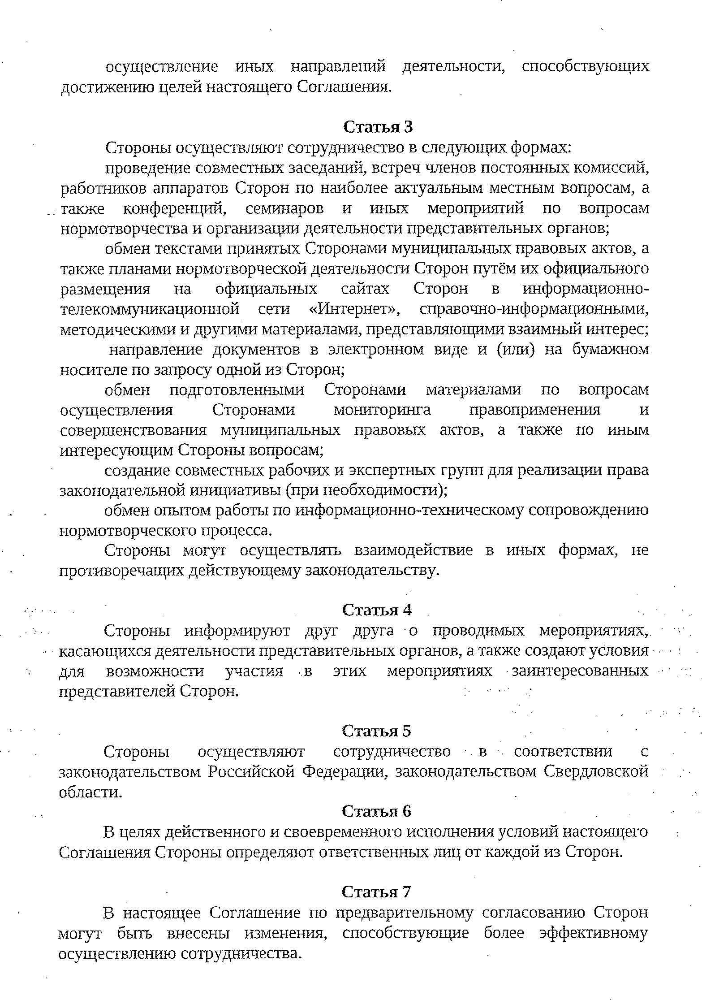 осуществление иных направлений деятельности, способствующих
достижению целей настоящего Соглашения.
Статья 3
Стороны осуществляют сотрудничество в следующих формах:
проведение совместных заседаний, встреч членов постоянных комиссий,
работников аппаратов Сторон по наиболее актуальным местным вопросам, а
также конференций, семинаров и иных мероприятий по вопросам
нормотворчества и организации деятельности представительных органов;
обмен текстами принятых Сторонами муниципальных правовых актов, а
также планами нормотворческой деятельности Сторон путём их официального
размещения на официальных сайтах Сторон в информационно-
телекоммуникационной сети «Интернет», справочно-информационными,
методическими и другими материалами, представляющими взаимный интерес;
направление документов в электронном виде и (или) на бумажном
носителе по запросу одной из Сторон;
обмен подготовленными Сторонами материалами по вопросам
осуществления Сторонами мониторинга правоприменения и
совершенствования муниципальных правовых актов, а также по иным
интересующим Стороны вопросам;
создание совместных рабочих и экспертных групп для реализации права
законодательной инициативы (при необходимости);
обмен опытом работы по информационно-техническому сопровождению
нормотворческого процесса.
Стороны могут осуществлять взаимодействие в иных формах, не
противоречащих действующему законодательству.
Статья 4
Стороны информируют друг друга о проводимых мероприятиях,
касающихся деятельности представительных органов, а также создают условия
для возможности участия в этих мероприятиях заинтересованных
представителей Сторон.
Статья 5
Стороны осуществляют сотрудничество в соответствии с
законодательством Российской Федерации, законодательством Свердловской
области.
Статья 6
В целях действенного и своевременного исполнения условий настоящего
Соглашения Стороны определяют ответственных лиц от каждой из Сторон.
Статья 7
В настоящее Соглашение по предварительному согласованию Сторон
могут быть внесены изменения, способствующие более эффективному
осуществлению сотрудничества.